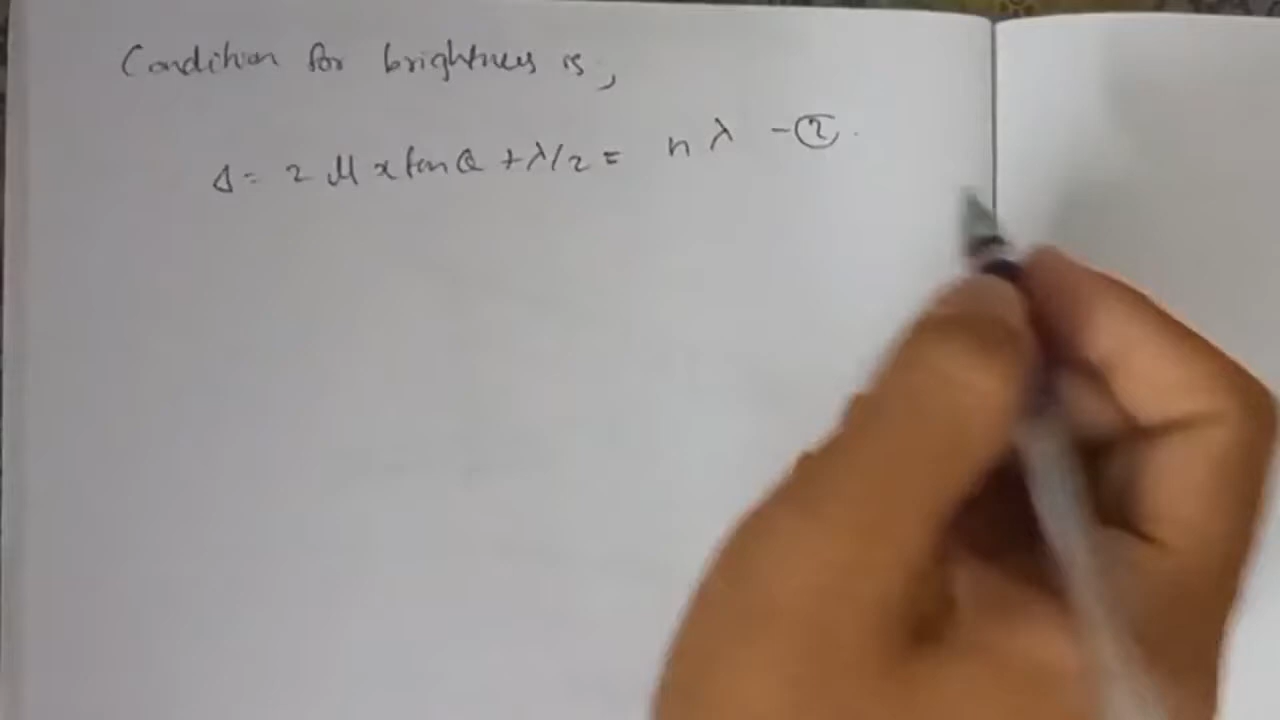 Condition for brightness is,
Δ = 2 μ x tan θ + λ/2 = n λ - ②.